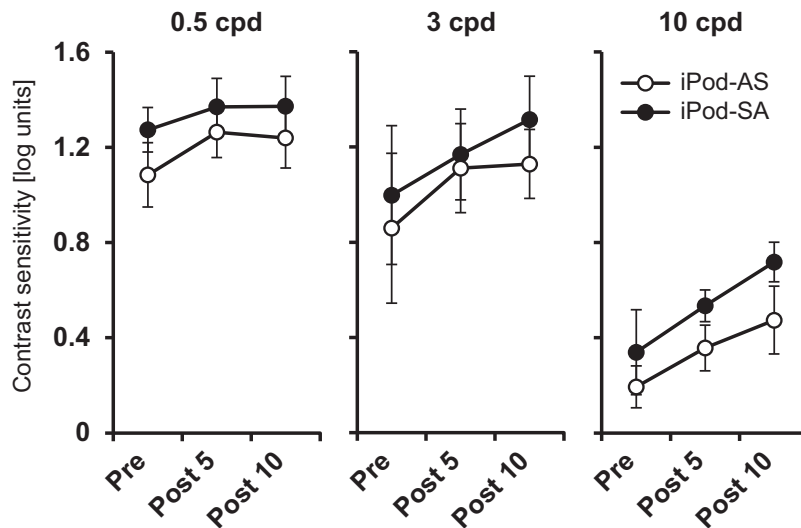 0.5 cpd
3 cpd
10 cpd
Contrast sensitivity [log units]
1.6
1.2
0.8
0.4
0
iPod-AS
iPod-SA
Pre
Post 5
Post 10
Pre
Post 5
Post 10
Pre
Post 5
Post 10